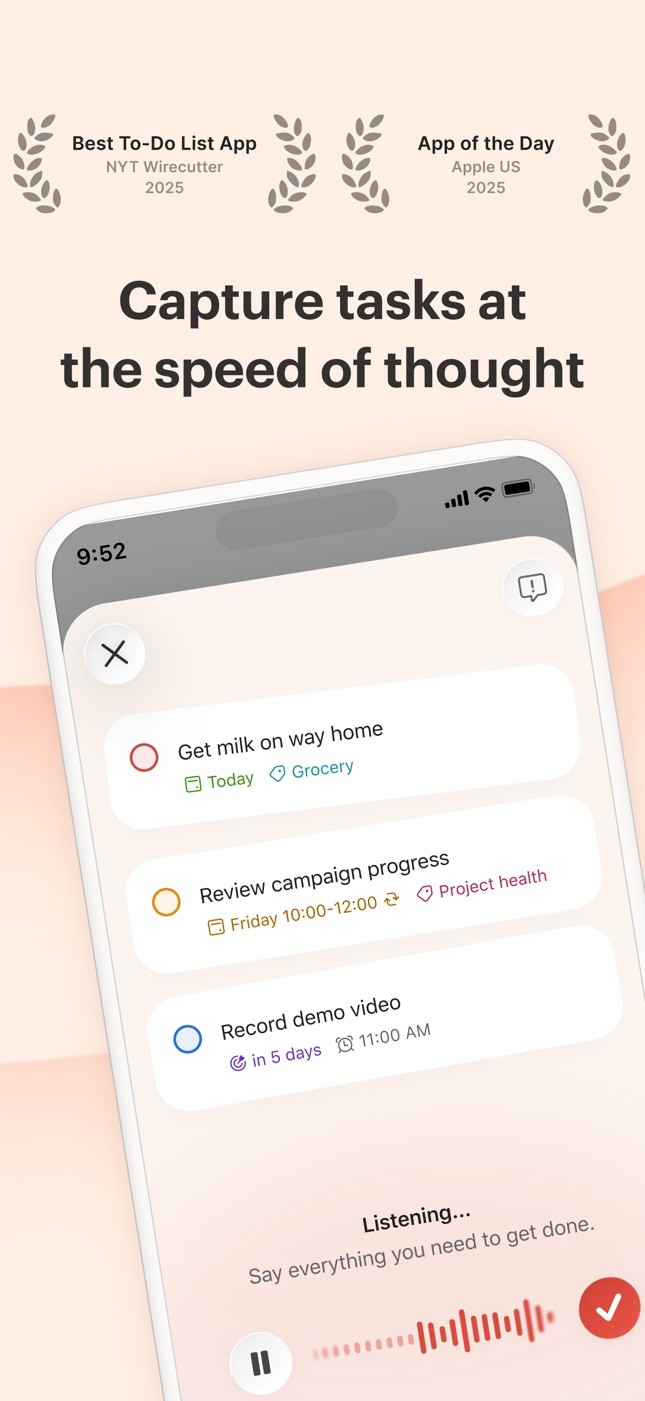 Best To-Do List App
NYT Wirecutter
2025
App of the Day
Apple US
2025
Capture tasks at
the speed of thought
9:52
Get milk on way home
Today Grocery
Review campaign progress
Friday 10:00-12:00 Project health
Record demo video
in 5 days 11:00 AM
Listening...
Say everything you need to get done.